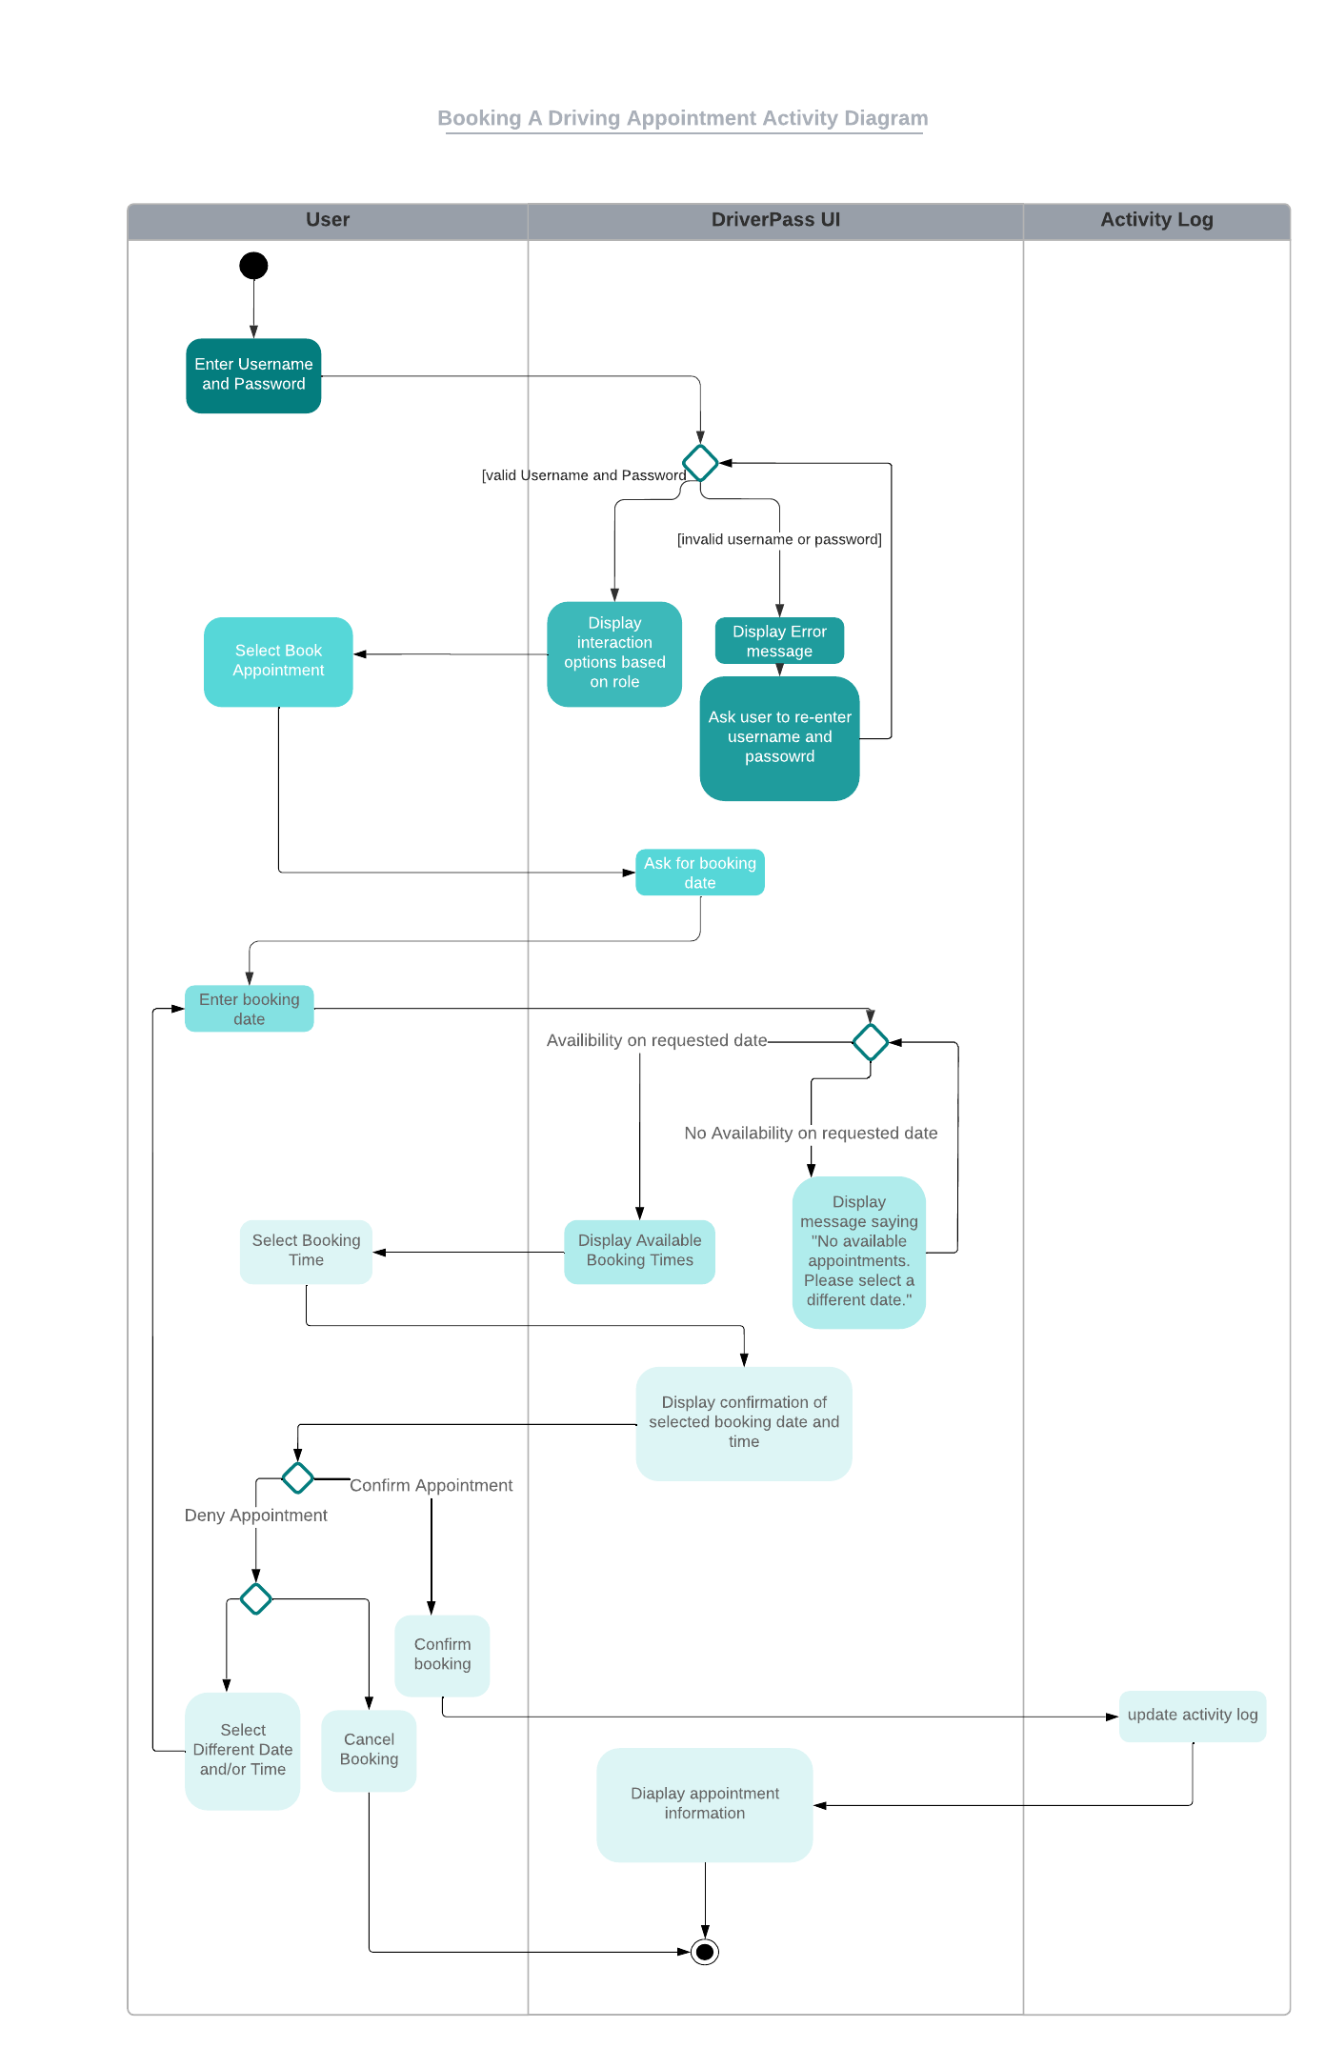 Booking A Driving Appointment Activity Diagram
User
DriverPass UI
Activity Log
Enter Username
and Password
[valid Username and Password
[invalid username or password]
Display
interaction
options based
on role
Display Error
message
Select Book
Appointment
Ask user to re-enter
username and
passowrd
Ask for booking
date
Enter booking
date
Availibility on requested date
No Availability on requested date
Display
message saying
"No available
appointments.
Please select a
different date."
Select Booking
Time
Display Available
Booking Times
Display confirmation of
selected booking date and
time
Confirm Appointment
Deny Appointment
Confirm
booking
Select
Different Date
and/or Time
Cancel
Booking
update activity log
Diaplay appointment
information